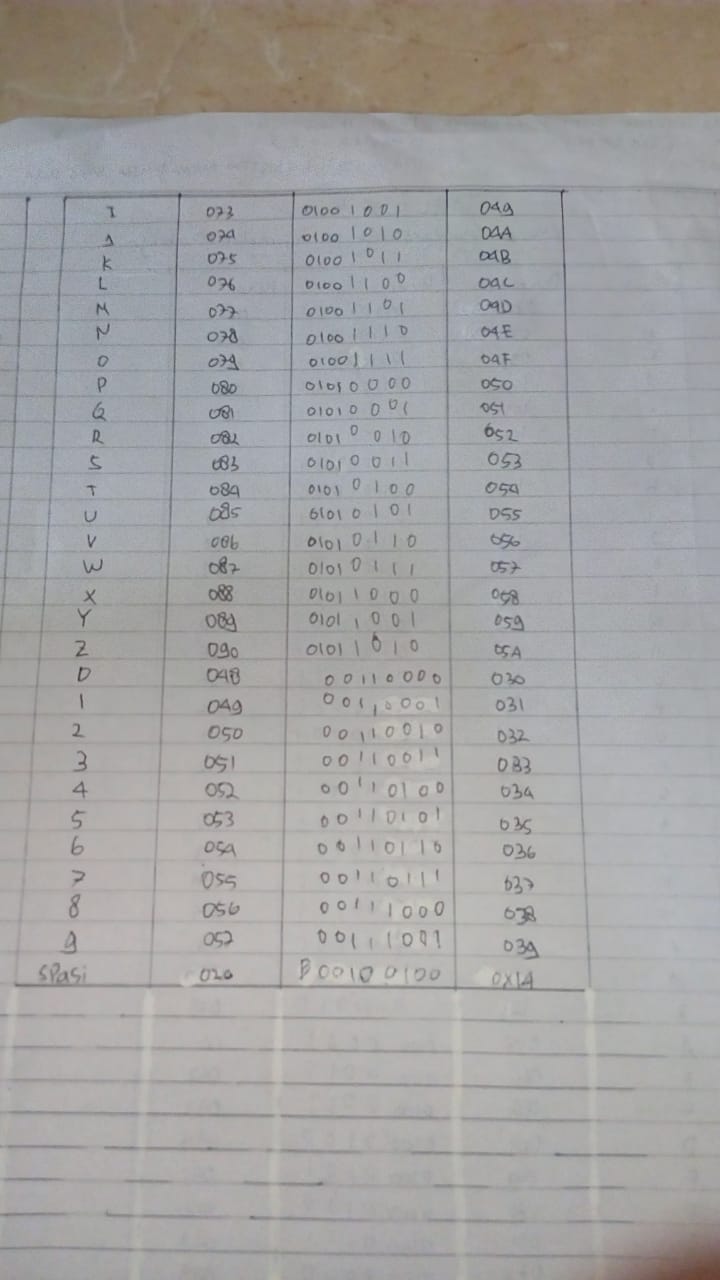 I 073 01001001 049
J 074 01001010 04A
K 075 01001011 04B
L 076 01001100 04C
M 077 01001101 04D
N 078 01001110 04E
O 079 01001111 04F
P 080 01010000 050
Q 081 01010001 051
R 082 01010010 052
S 083 01010011 053
T 084 01010100 054
U 085 01010101 055
V 086 01010110 056
W 087 01010111 057
X 088 01011000 058
Y 089 01011001 059
Z 090 01011010 05A
0 048 00110000 030
1 049 00110001 031
2 050 00110010 032
3 051 00110011 033
4 052 00110100 034
5 053 00110101 035
6 054 00110110 036
7 055 00110111 037
8 056 00111000 038
9 057 00111001 039
SPasi 020 B00100100 0X14